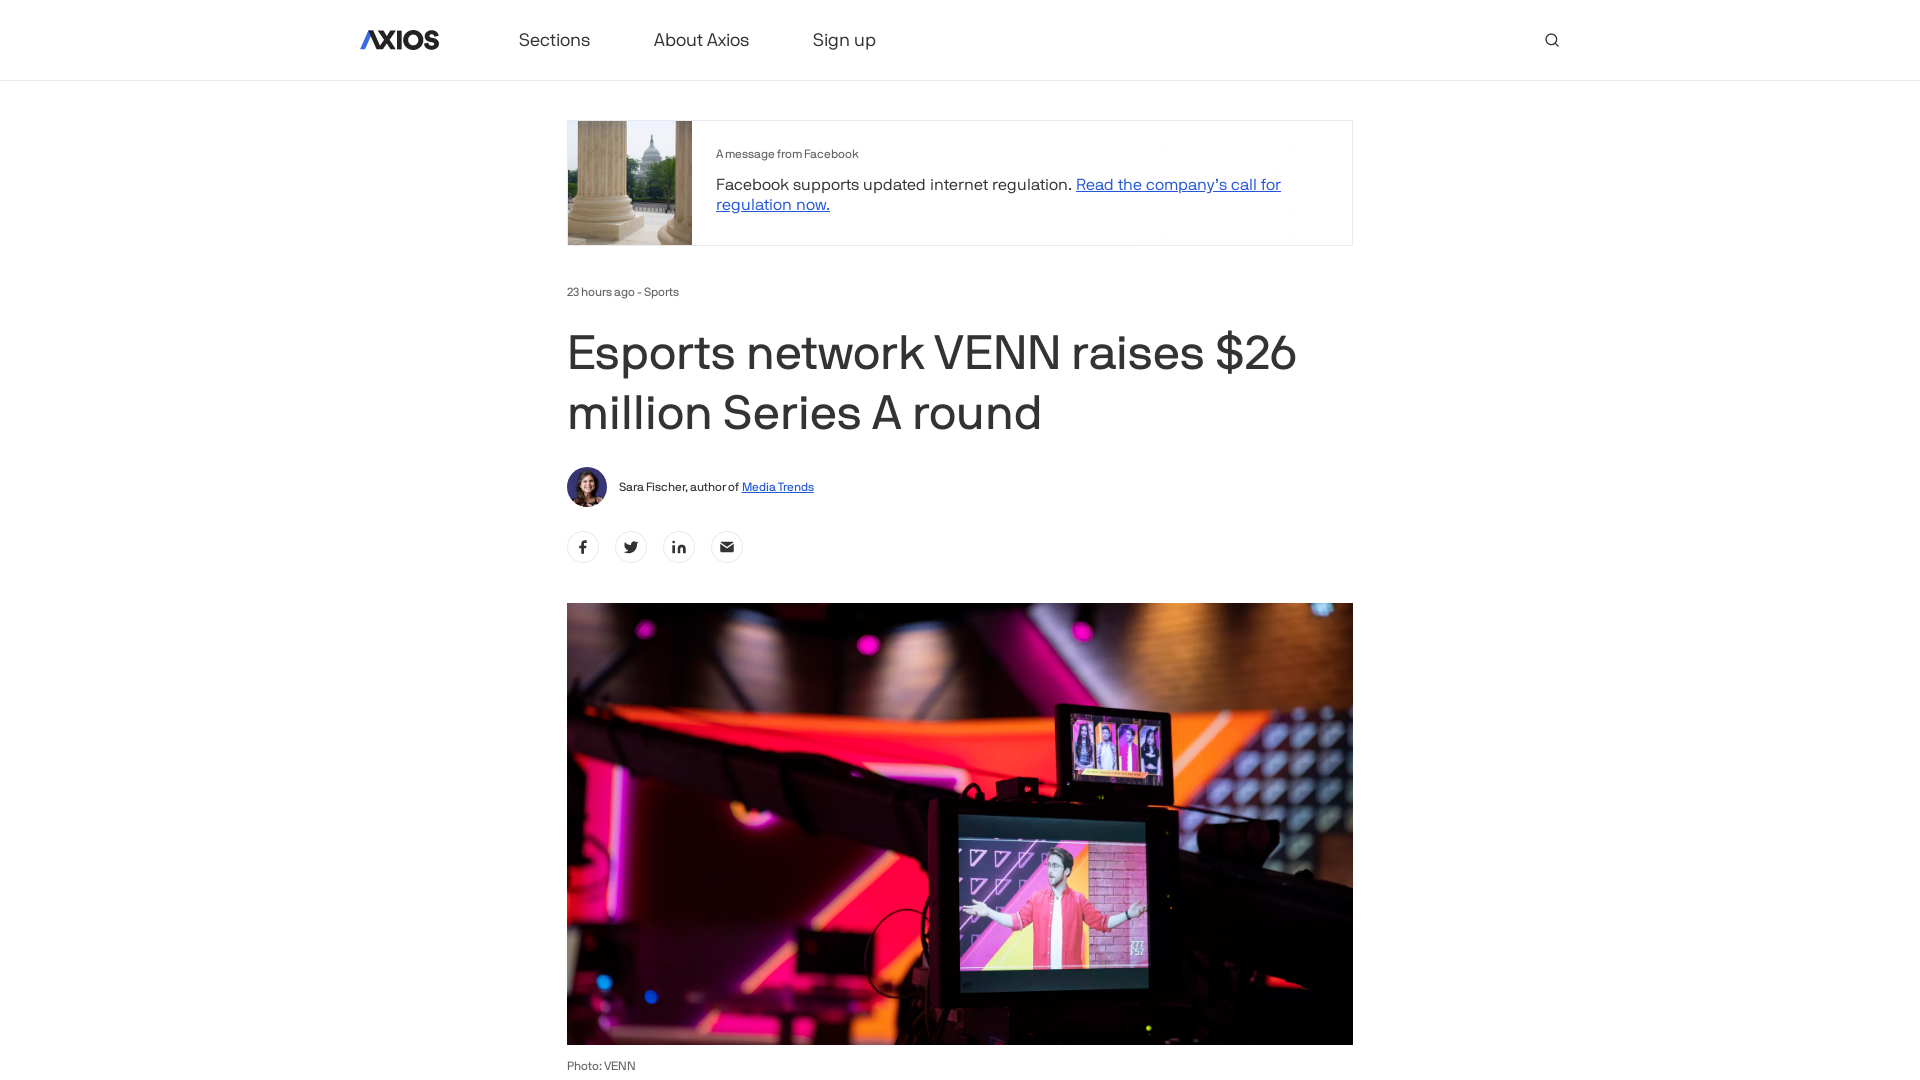 AXIOS
Sections
About Axios
Sign up
A message from Facebook
Facebook supports updated internet regulation. Read the company's call for
regulation now.
23 hours ago - Sports
Esports network VENN raises $26
million Series A round
Sara Fischer, author of Media Trends
Photo: VENN